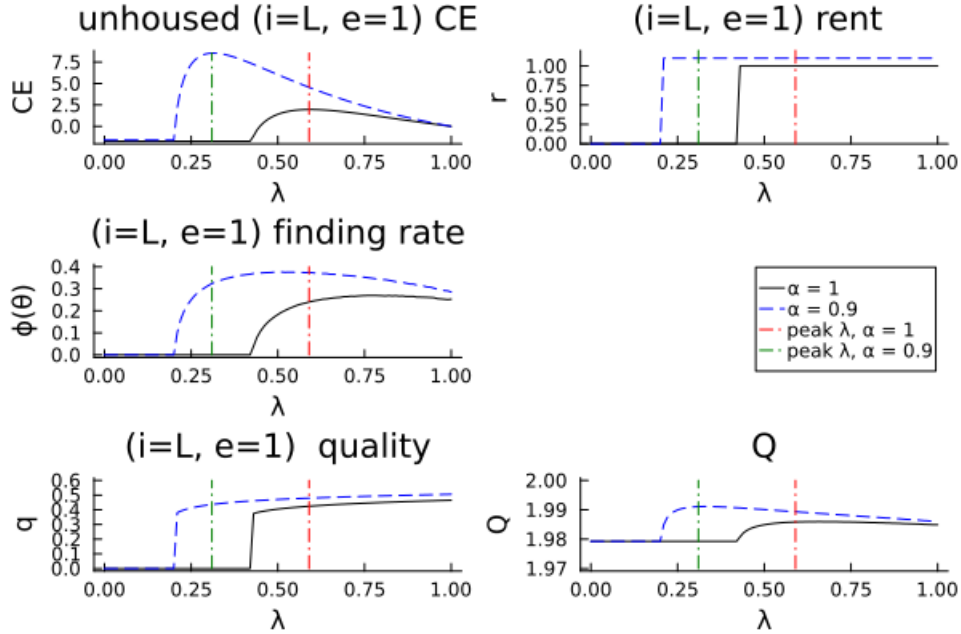 unhoused (i=L, e=1) CE
CE
7.5
5.0
2.5
0.0
0.00 0.25 0.50 0.75 1.00
λ
(i=L, e=1) rent
r
1.00
0.75
0.50
0.25
0.00
0.00 0.25 0.50 0.75 1.00
λ
(i=L, e=1) finding rate
ϕ(θ)
0.4
0.3
0.2
0.1
0.0
0.00 0.25 0.50 0.75 1.00
λ
α = 1
α = 0.9
peak λ, α = 1
peak λ, α = 0.9
(i=L, e=1) quality
q
0.6
0.5
0.4
0.3
0.2
0.1
0.0
0.00 0.25 0.50 0.75 1.00
λ
Q
Q
2.00
1.99
1.98
1.97
0.00 0.25 0.50 0.75 1.00
λ